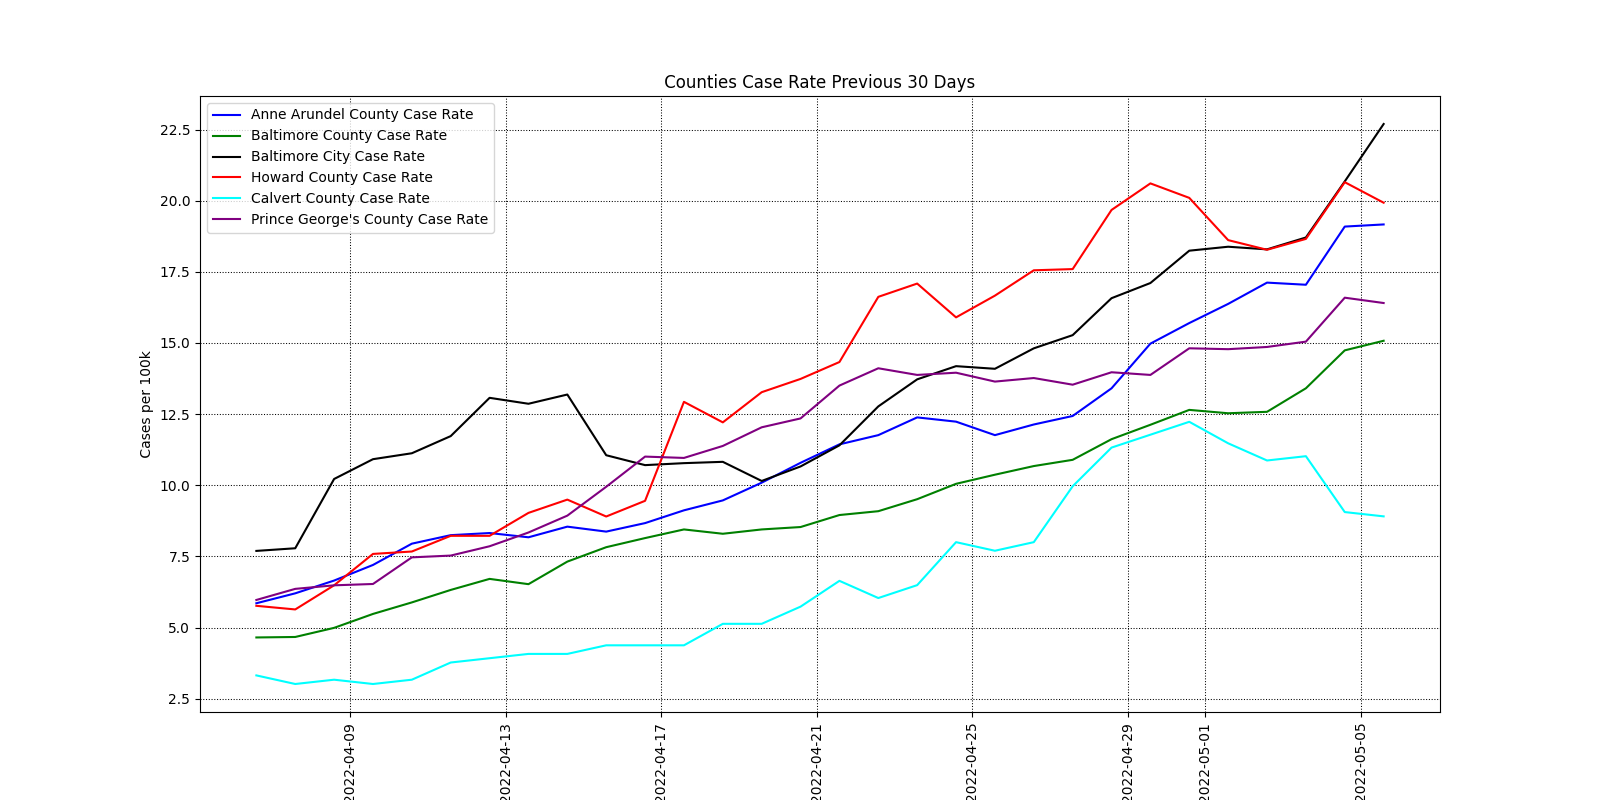 Counties Case Rate Previous 30 Days
Anne Arundel County Case Rate
Baltimore County Case Rate
Baltimore City Case Rate
Howard County Case Rate
Calvert County Case Rate
Prince George's County Case Rate
Cases per 100k
22.5
20.0
17.5
15.0
12.5
10.0
7.5
5.0
2.5
2022-04-09
2022-04-13
2022-04-17
2022-04-21
2022-04-25
2022-04-29
2022-05-01
2022-05-05